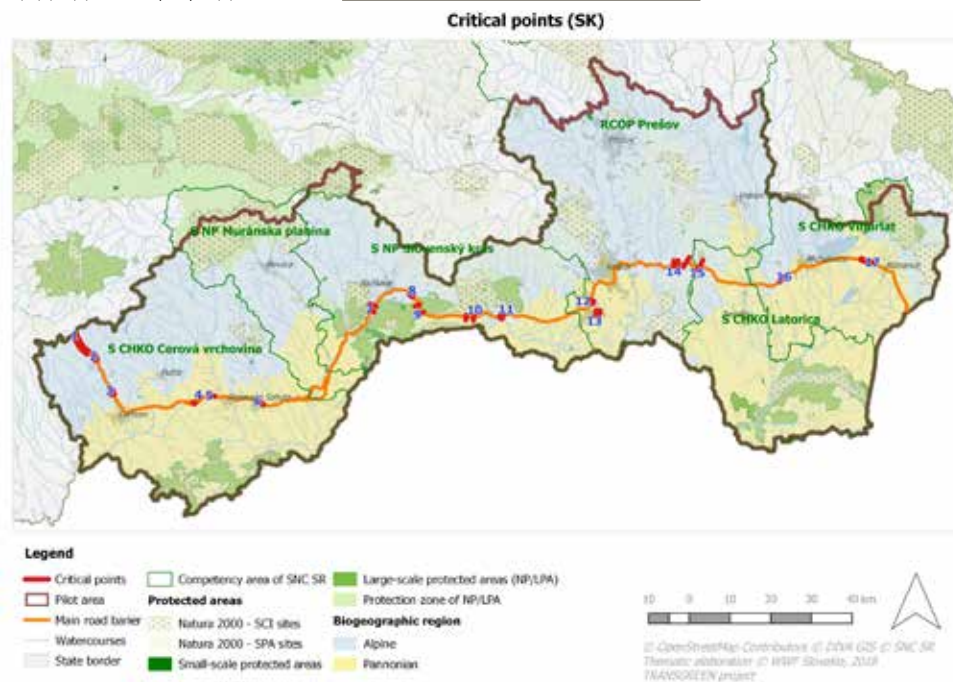 Critical points (SK)
RCOP Prešov
S NP Muránska planina
S NP Slovenský kras
S CHKO Vihorlat
S CHKO Cerová vrchovina
S CHKO Latorica
8
9
10
11
12
13
14
15
16
17
4
5
Legend
Critical points
Pilot area
Main road barier
Watercourses
State border
Competency area of SNC SR
Protected areas
Natura 2000 - SCI sites
Natura 2000 - SPA sites
Small-scale protected areas
Large-scale protected areas (NP/LPA)
Protection zone of NP/LPA
Biogeographic region
Alpine
Pannonian
10 0 10 20 30 40 km
© OpenStreetMap Contributors © DIVA GIS © SNC SR
Thematic elaboration © WWF Slovakia, 2018
TRANSGREEN project